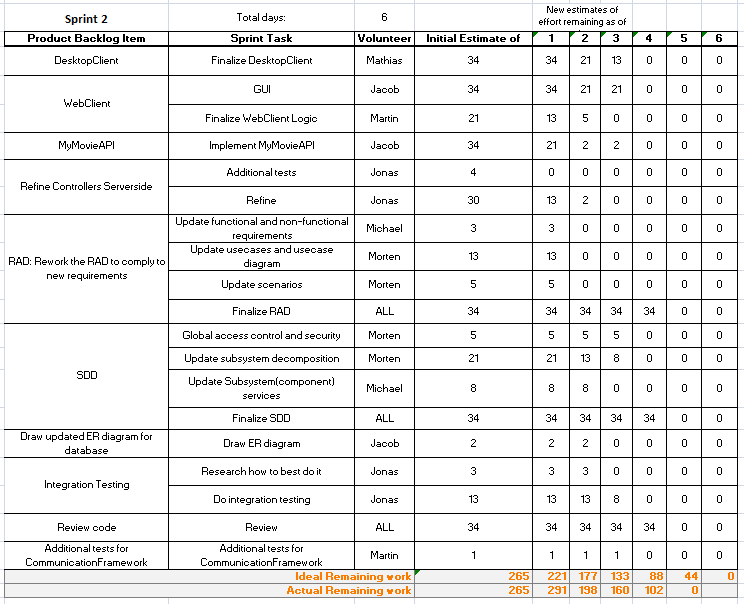 Sprint 2 Total days: 6 New estimates of
effort remaining as of
Product Backlog Item Sprint Task Volunteer Initial Estimate of 1 2 3 4 5 6
DesktopClient Finalize DesktopClient Mathias 34 34 21 13 0 0 0
WebClient GUI Jacob 34 34 21 21 0 0 0
Finalize WebClient Logic Martin 21 13 5 0 0 0 0
MyMovieAPI Implement MyMovieAPI Jacob 34 21 2 2 0 0 0
Refine Controllers Serverside Additional tests Jonas 4 0 0 0 0 0 0
Refine Jonas 30 13 2 0 0 0 0
RAD: Rework the RAD to comply to
new requirements
Update functional and non-functional
requirements Michael 3 3 0 0 0 0 0
Update usecases and usecase
diagram Morten 13 13 0 0 0 0 0
Update scenarios Morten 5 5 0 0 0 0 0
Finalize RAD ALL 34 34 34 34 34 0 0
SDD Global access control and security Morten 5 5 5 5 0 0 0
Update subsystem decomposition Morten 21 21 13 8 0 0 0
Update Subsystem(component)
services Michael 8 8 8 0 0 0 0
Finalize SDD ALL 34 34 34 34 34 0 0
Draw updated ER diagram for
database Draw ER diagram Jacob 2 2 2 0 0 0 0
Integration Testing Research how to best do it Jonas 3 3 3 0 0 0 0
Do integration testing Jonas 13 13 13 8 0 0 0
Review code Review ALL 34 34 34 34 34 0 0
Additional tests for
CommunicationFramework
Additional tests for
CommunicationFramework Martin 1 1 1 1 0 0 0
Ideal Remaining work 265 221 177 133 88 44 0
Actual Remaining work 265 291 198 160 102 0